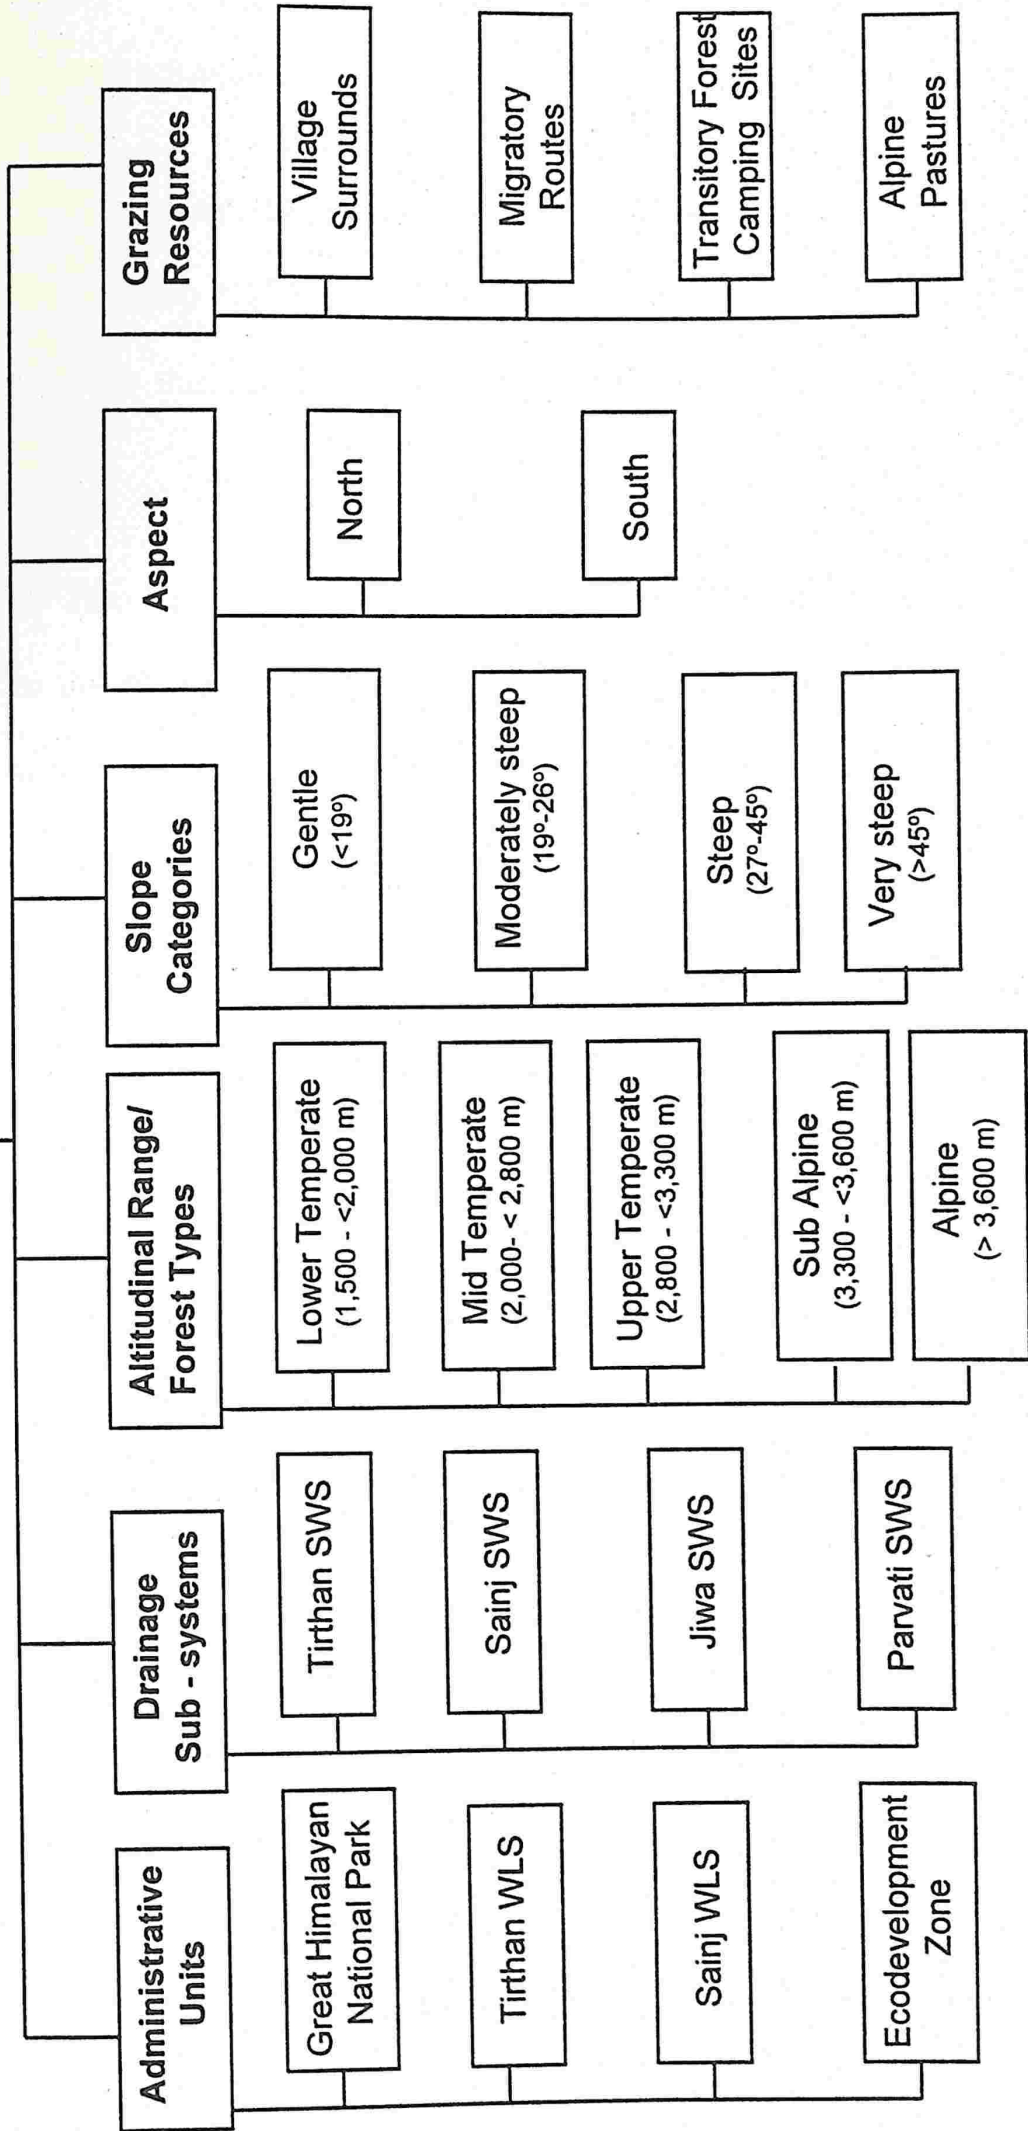 Administrative
Units
Great Himalayan
National Park
Tirthan WLS
Sainj WLS
Ecodevelopment
Zone
Drainage
Sub - systems
Tirthan SWS
Sainj SWS
Jiwa SWS
Parvati SWS
Altitudinal Range/
Forest Types
Lower Temperate
(1,500 - <2,000 m)
Mid Temperate
(2,000- < 2,800 m)
Upper Temperate
(2,800 - <3,300 m)
Sub Alpine
(3,300 - <3,600 m)
Alpine
(> 3,600 m)
Slope
Categories
Gentle
(<19º)
Moderately steep
(19º-26º)
Steep
(27º-45º)
Very steep
(>45º)
Aspect
North
South
Grazing
Resources
Village
Surrounds
Migratory
Routes
Transitory Forest
Camping Sites
Alpine
Pastures